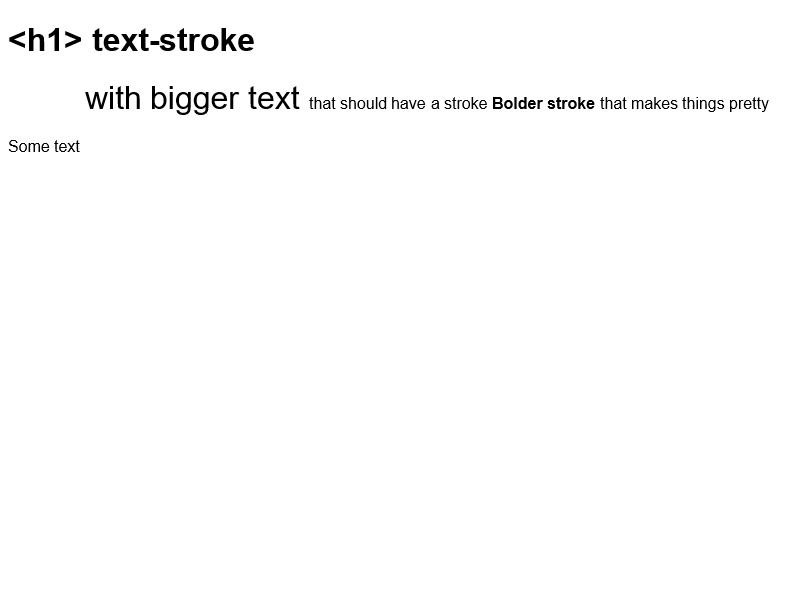 <h1> text-stroke
with bigger text that should have a stroke Bolder stroke that makes things pretty
Some text